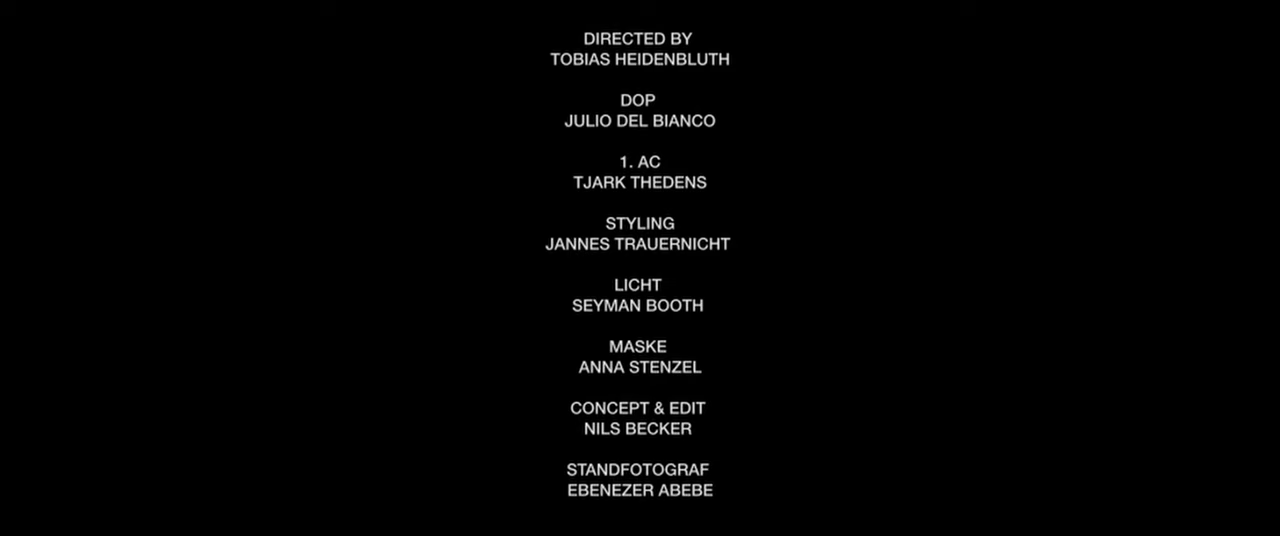 DIRECTED BY
TOBIAS HEIDENBLUTH
DOP
JULIO DEL BIANCO
1. AC
TJARK THEDENS
STYLING
JANNES TRAUERNICHT
LICHT
SEYMAN BOOTH
MASKE
ANNA STENZEL
CONCEPT & EDIT
NILS BECKER
STANDFOTOGRAF
EBENEZER ABEBE